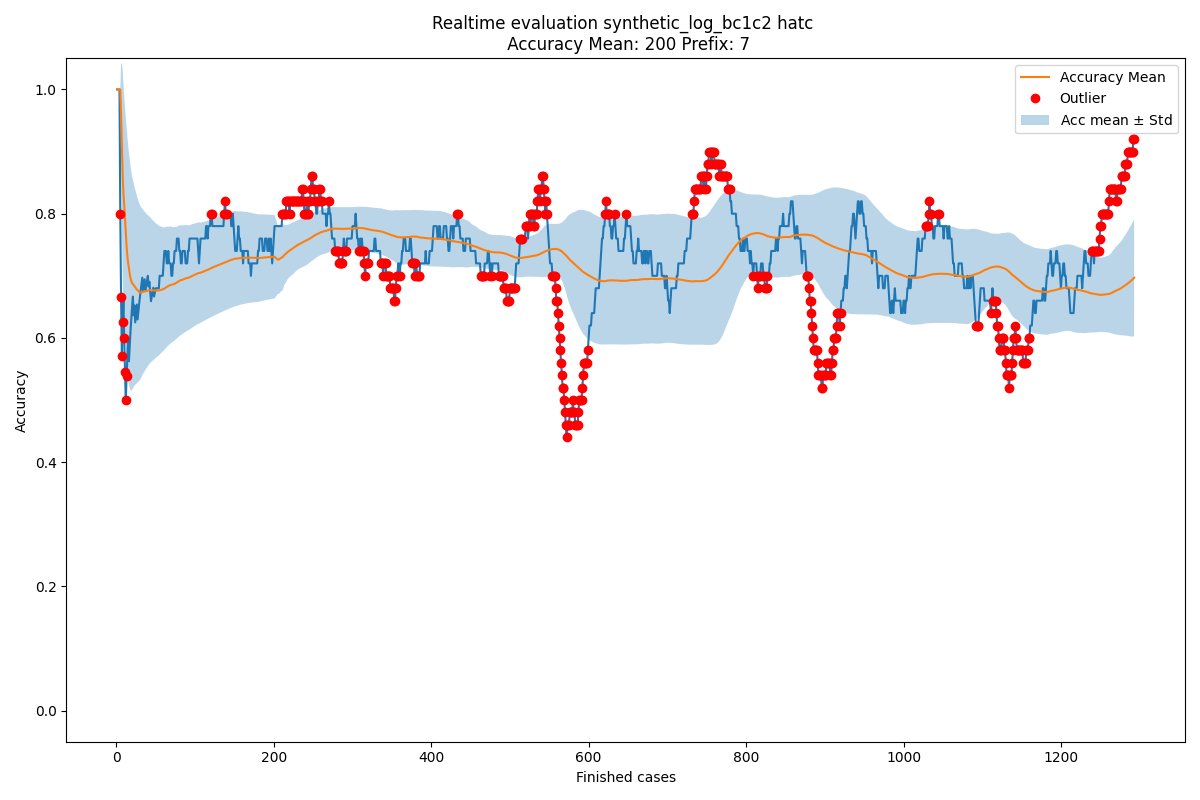 Realtime evaluation synthetic_log_bc1c2 hatc
Accuracy Mean: 200 Prefix: 7
Accuracy Mean
Outlier
Acc mean ± Std
1.0
0.8
0.6
0.4
0.2
0.0
Accuracy
0 200 400 600 800 1000 1200
Finished cases